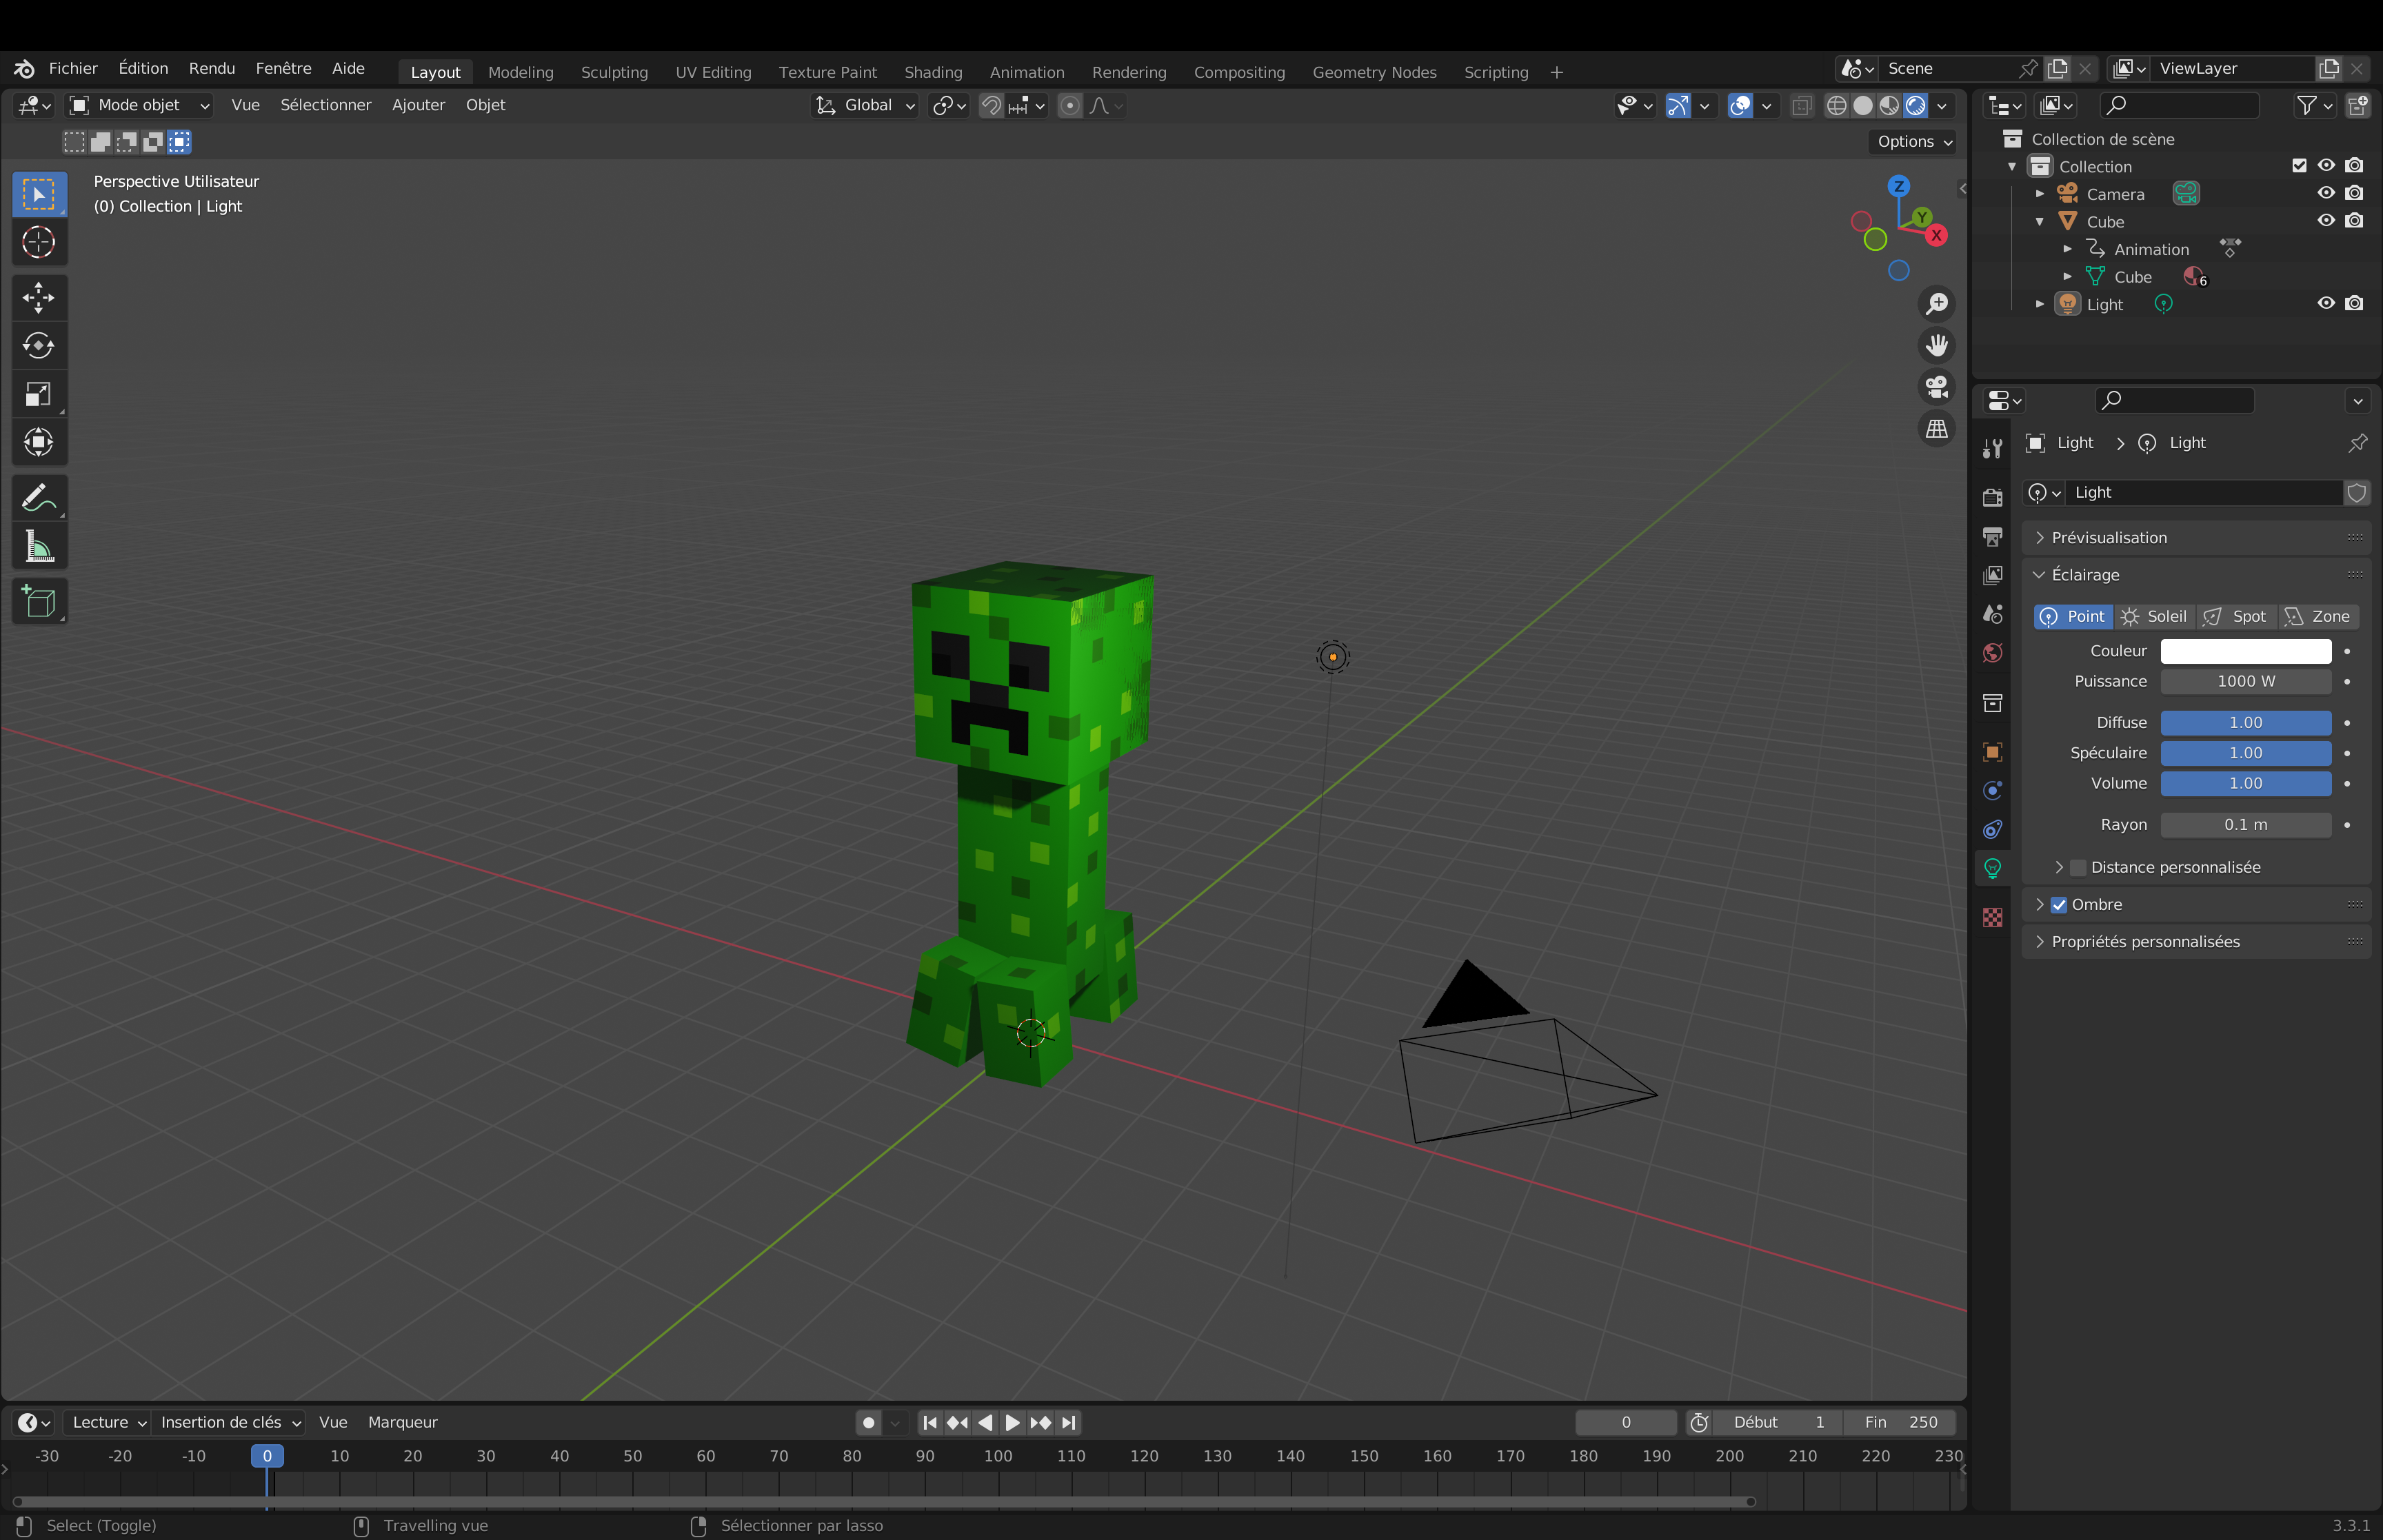 Fichier Édition Rendu Fenêtre Aide Layout Modeling Sculpting UV Editing Texture Paint Shading Animation Rendering Compositing Geometry Nodes Scripting + Scene ViewLayer
Mode objet Vue Sélectionner Ajouter Objet Global
Options
Perspective Utilisateur
(0) Collection | Light
Z
Y
X
Collection de scène
Collection
Camera
Cube
Animation
Cube 6
Light
Light > Light
Light
Prévisualisation
Éclairage
Point Soleil Spot Zone
Couleur
Puissance 1000 W
Diffuse 1.00
Spéculaire 1.00
Volume 1.00
Rayon 0.1 m
Distance personnalisée
Ombre
Propriétés personnalisées
Lecture Insertion de clés Vue Marqueur 0 Début 1 Fin 250
-30 -20 -10 0 10 20 30 40 50 60 70 80 90 100 110 120 130 140 150 160 170 180 190 200 210 220 230
Select (Toggle) Travelling vue Sélectionner par lasso 3.3.1